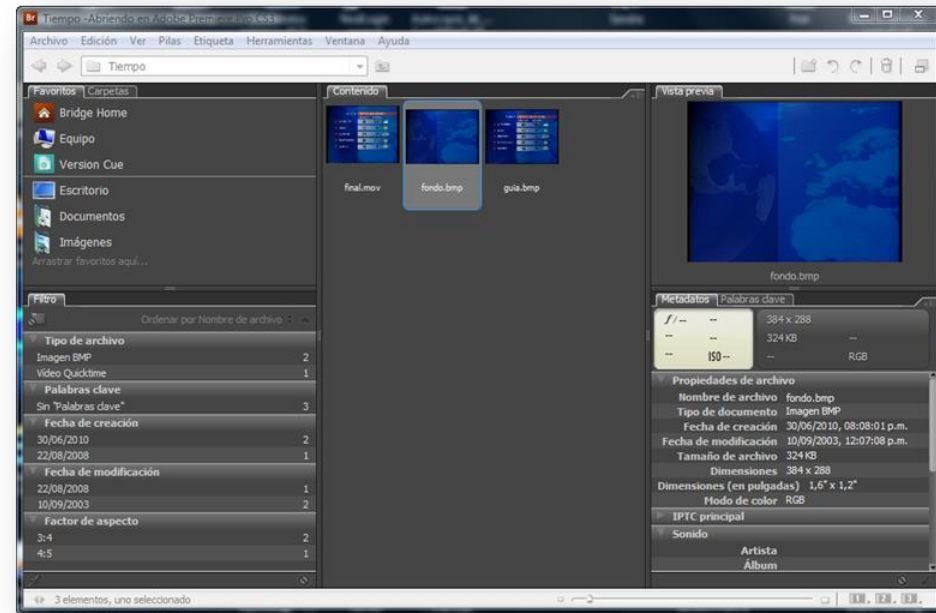 Br Tiempo -Abriendo en Adobe Premiere Pro CS3
Archivo Edición Ver Pilas Etiqueta Herramientas Ventana Ayuda
Tiempo
Favoritos Carpetas
Bridge Home
Equipo
Version Cue
Escritorio
Documentos
Imágenes
Arrastrar favoritos aquí...
Filtro
Ordenar por Nombre de archivo
Tipo de archivo
Imagen BMP 2
Vídeo Quicktime 1
Palabras clave
Sin "Palabras clave" 3
Fecha de creación
30/06/2010 2
22/08/2008 1
Fecha de modificación
22/08/2008 1
10/09/2003 2
Factor de aspecto
3:4 2
4:5 1
Contenido
final.mov fondo.bmp guia.bmp
Vista previa
fondo.bmp
Metadatos Palabras clave
f/-- -- 384 x 288
-- -- 324 KB --
-- ISO -- -- RGB
Propiedades de archivo
Nombre de archivo fondo.bmp
Tipo de documento Imagen BMP
Fecha de creación 30/06/2010, 08:08:01 p.m.
Fecha de modificación 10/09/2003, 12:07:08 p.m.
Tamaño de archivo 324 KB
Dimensiones 384 x 288
Dimensiones (en pulgadas) 1,6" x 1,2"
Modo de color RGB
IPTC principal
Sonido
Artista
Álbum
3 elementos, uno seleccionado
1 2 3